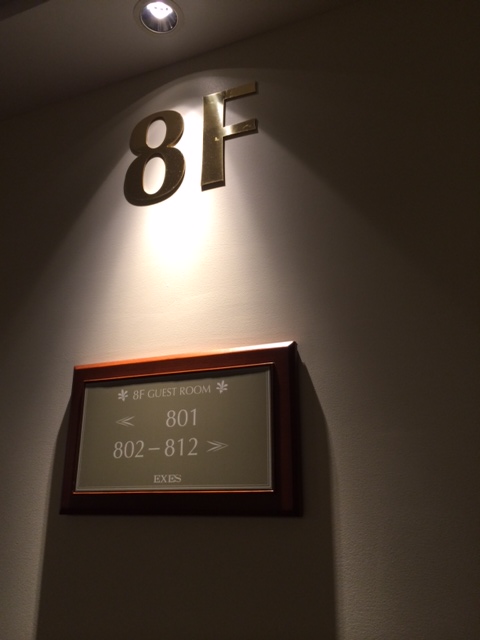 8F
8F GUEST ROOM
≪ 801
802-812 ≫
EXES